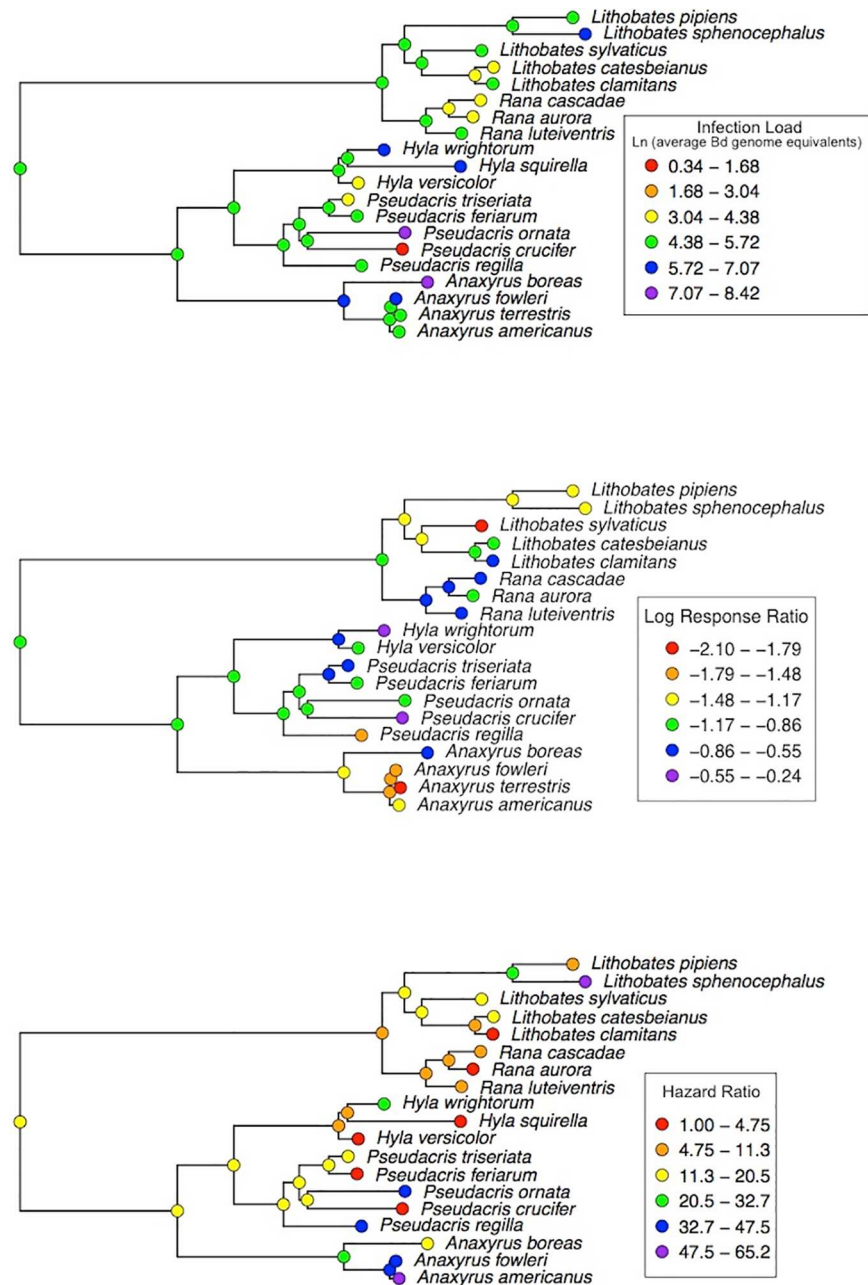 Lithobates pipiens
Lithobates sphenocephalus
Lithobates sylvaticus
Lithobates catesbeianus
Lithobates clamitans
Rana cascadae
Rana aurora
Rana luteiventris
Hyla wrightorum
Hyla squirella
Hyla versicolor
Pseudacris triseriata
Pseudacris feriarum
Pseudacris ornata
Pseudacris crucifer
Pseudacris regilla
Anaxyrus boreas
Anaxyrus fowleri
Anaxyrus terrestris
Anaxyrus americanus
Infection Load
Ln (average Bd genome equivalents)
0.34 – 1.68
1.68 – 3.04
3.04 – 4.38
4.38 – 5.72
5.72 – 7.07
7.07 – 8.42
Lithobates pipiens
Lithobates sphenocephalus
Lithobates sylvaticus
Lithobates catesbeianus
Lithobates clamitans
Rana cascadae
Rana aurora
Rana luteiventris
Hyla wrightorum
Hyla versicolor
Pseudacris triseriata
Pseudacris feriarum
Pseudacris ornata
Pseudacris crucifer
Pseudacris regilla
Anaxyrus boreas
Anaxyrus fowleri
Anaxyrus terrestris
Anaxyrus americanus
Log Response Ratio
−2.10 – −1.79
−1.79 – −1.48
−1.48 – −1.17
−1.17 – −0.86
−0.86 – −0.55
−0.55 – −0.24
Lithobates pipiens
Lithobates sphenocephalus
Lithobates sylvaticus
Lithobates catesbeianus
Lithobates clamitans
Rana cascadae
Rana aurora
Rana luteiventris
Hyla wrightorum
Hyla squirella
Hyla versicolor
Pseudacris triseriata
Pseudacris feriarum
Pseudacris ornata
Pseudacris crucifer
Pseudacris regilla
Anaxyrus boreas
Anaxyrus fowleri
Anaxyrus americanus
Hazard Ratio
1.00 – 4.75
4.75 – 11.3
11.3 – 20.5
20.5 – 32.7
32.7 – 47.5
47.5 – 65.2